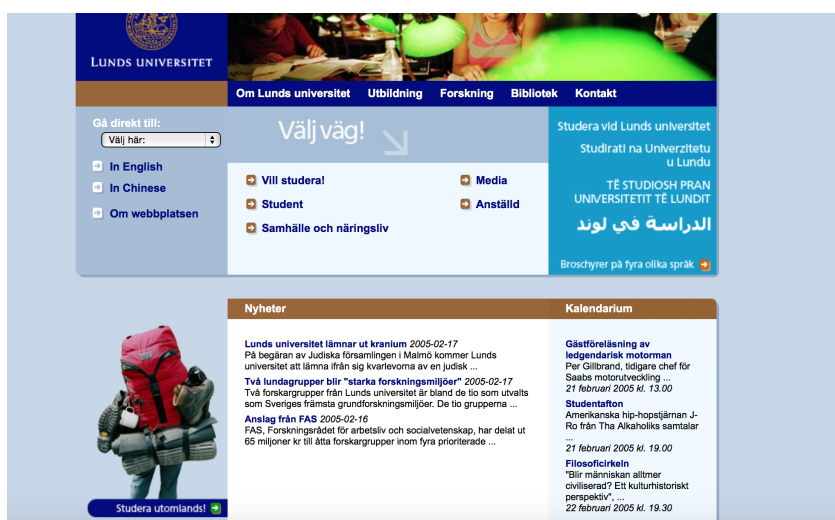 LUNDS UNIVERSITET
Om Lunds universitet Utbildning Forskning Bibliotek Kontakt
Gå direkt till:
Välj här:
In English
In Chinese
Om webbplatsen
Välj väg!
Vill studera!
Student
Samhälle och näringsliv
Media
Anställd
Studera vid Lunds universitet
Studirati na Univerzitetu
u Lundu
TË STUDIOSH PRAN
UNIVERSITETIT TË LUNDIT
الدراسة في لوند
Broschyrer på fyra olika språk
Studera utomlands!
Nyheter
Lunds universitet lämnar ut kranium 2005-02-17
På begäran av Judiska församlingen i Malmö kommer Lunds
universitet att lämna ifrån sig kvarlevorna av en judisk ...
Två lundagrupper blir "starka forskningsmiljöer" 2005-02-17
Två forskargrupper från Lunds universitet är bland de tio som utvalts
som Sveriges främsta grundforskningsmiljöer. De tio grupperna ...
Anslag från FAS 2005-02-16
FAS, Forskningsrådet för arbetsliv och socialvetenskap, har delat ut
65 miljoner kr till åtta forskargrupper inom fyra prioriterade ...
Kalendarium
Gästföreläsning av
ledgendarisk motorman
Per Gillbrand, tidigare chef för
Saabs motorutveckling ...
21 februari 2005 kl. 13.00
Studentafton
Amerikanska hip-hopstjärnan J-
Ro från Tha Alkaholiks samtalar
...
21 februari 2005 kl. 19.00
Filosoficirkeln
"Blir människan alltmer
civiliserad? Ett kulturhistoriskt
perspektiv", ...
22 februari 2005 kl. 19.30